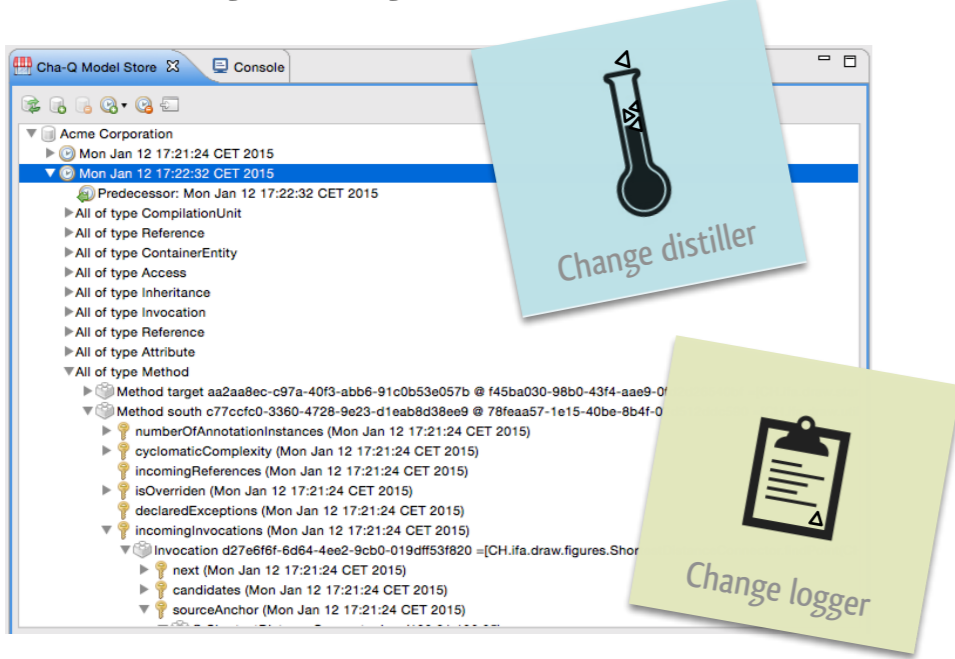 Cha-Q Model Store
Console
Acme Corporation
Mon Jan 12 17:21:24 CET 2015
Mon Jan 12 17:22:32 CET 2015
Predecessor: Mon Jan 12 17:22:32 CET 2015
All of type CompilationUnit
All of type Reference
All of type ContainerEntity
All of type Access
All of type Inheritance
All of type Invocation
All of type Reference
All of type Attribute
All of type Method
Method target aa2aa8ec-c97a-40f3-abb6-91c0b53e057b @ f45ba030-98b0-43f4-aae9-0
Method south c77ccfc0-3360-4728-9e23-d1eab8d38ee9 @ 78feaa57-1e15-40be-8b4f-0
numberOfAnnotationInstances (Mon Jan 12 17:21:24 CET 2015)
cyclomaticComplexity (Mon Jan 12 17:21:24 CET 2015)
incomingReferences (Mon Jan 12 17:21:24 CET 2015)
isOverriden (Mon Jan 12 17:21:24 CET 2015)
declaredExceptions (Mon Jan 12 17:21:24 CET 2015)
incomingInvocations (Mon Jan 12 17:21:24 CET 2015)
Invocation d27e6f6f-6d64-4ee2-9cb0-019dff53f820 =[CH.ifa.draw.figures.Shor
next (Mon Jan 12 17:21:24 CET 2015)
candidates (Mon Jan 12 17:21:24 CET 2015)
sourceAnchor (Mon Jan 12 17:21:24 CET 2015)
Change distiller
Change logger